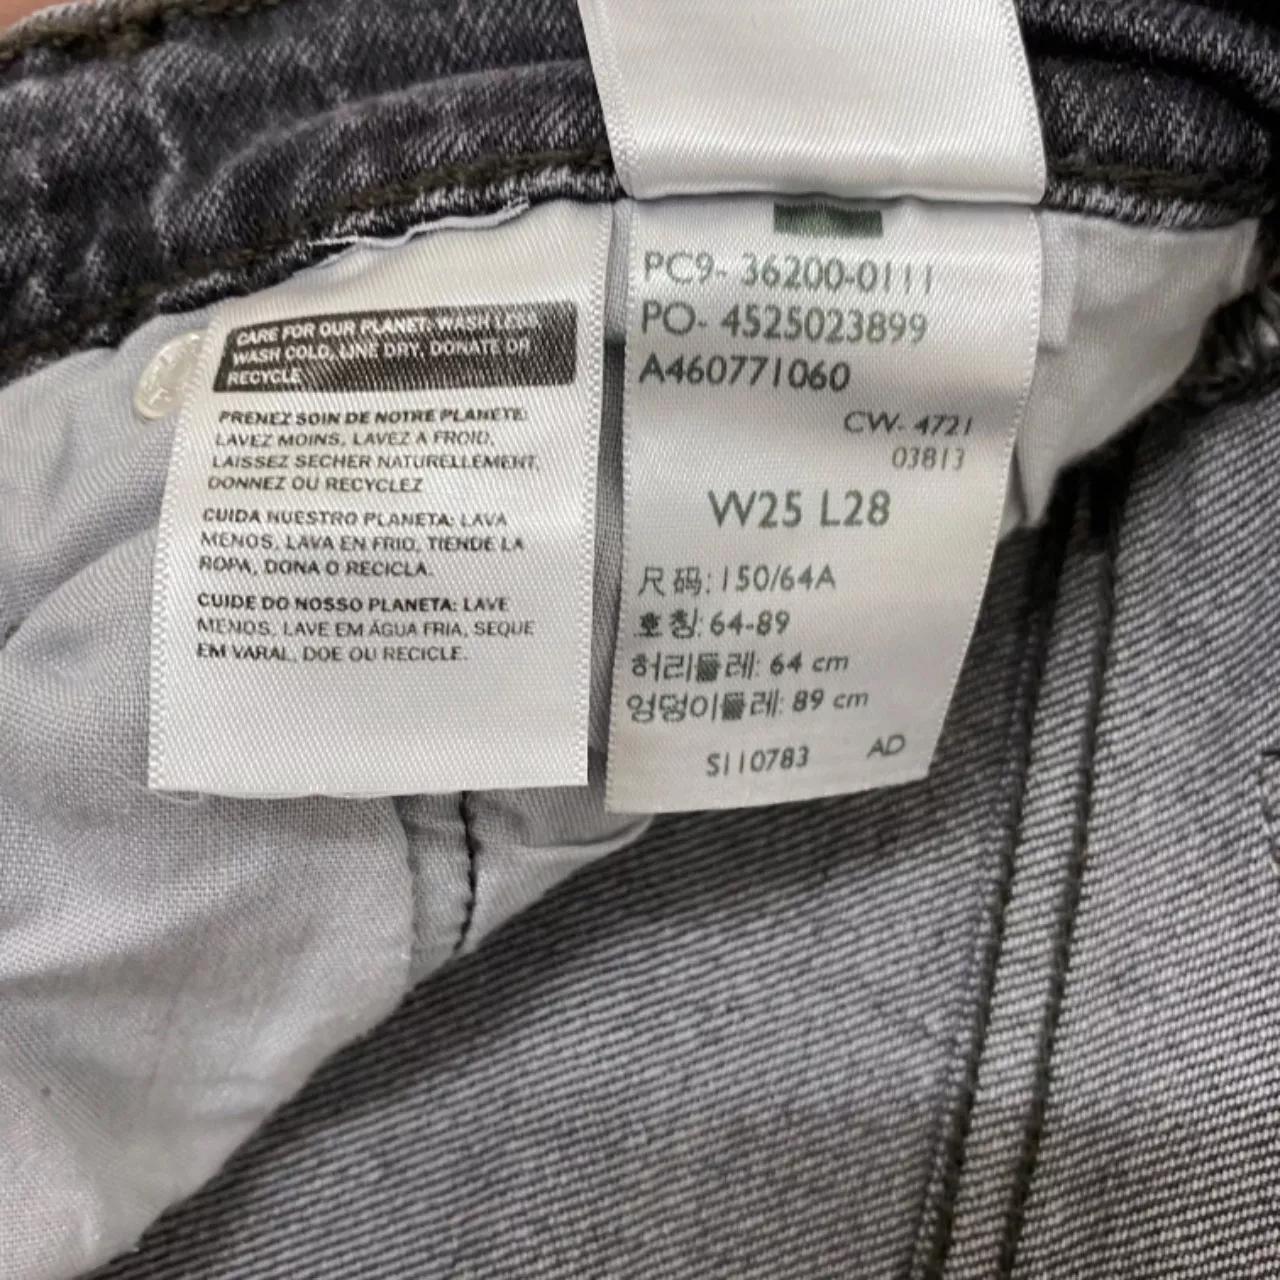 CARE FOR OUR PLANET: WASH LESS,
WASH COLD, LINE DRY, DONATE OR
RECYCLE
PRENEZ SOIN DE NOTRE PLANETE:
LAVEZ MOINS, LAVEZ A FROID,
LAISSEZ SECHER NATURELLEMENT,
DONNEZ OU RECYCLEZ
CUIDA NUESTRO PLANETA: LAVA
MENOS, LAVA EN FRIO, TIENDE LA
ROPA, DONA O RECICLA.
CUIDE DO NOSSO PLANETA: LAVE
MENOS, LAVE EM ÁGUA FRIA, SEQUE
EM VARAL, DOE OU RECICLE.
PC9- 36200-0111
PO- 4525023899
A460771060
CW- 4721
03813
W25 L28
尺码: 150/64A
호칭: 64-89
허리둘레: 64 cm
엉덩이둘레: 89 cm
S110783 AD